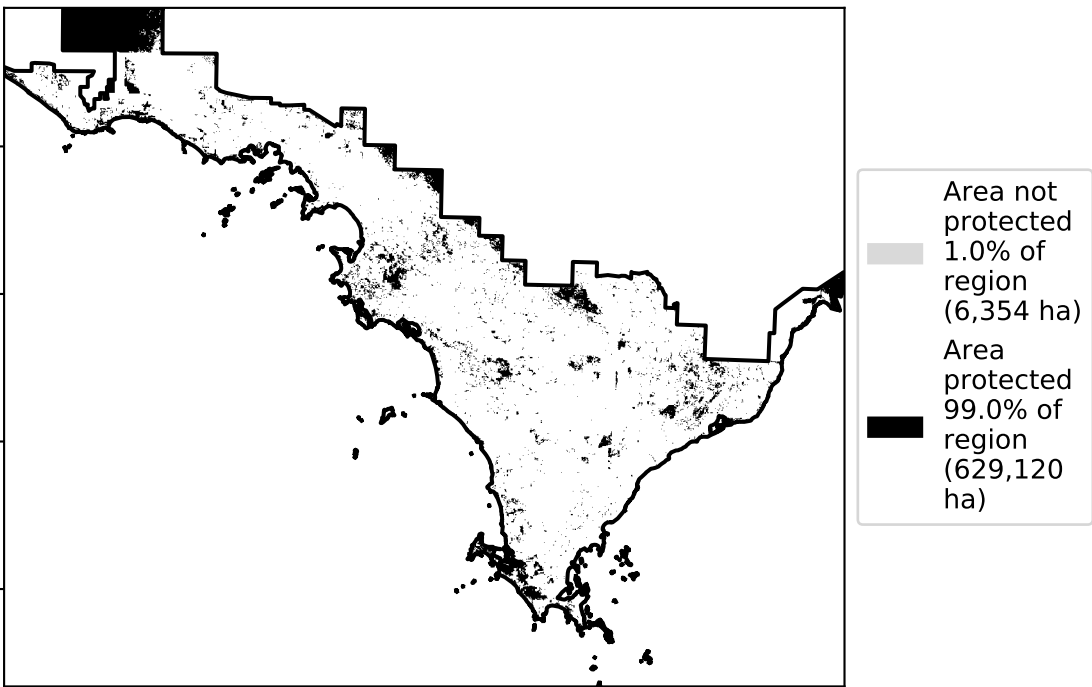 Area not
protected
1.0% of
region
(6,354 ha)
Area
protected
99.0% of
region
(629,120
ha)